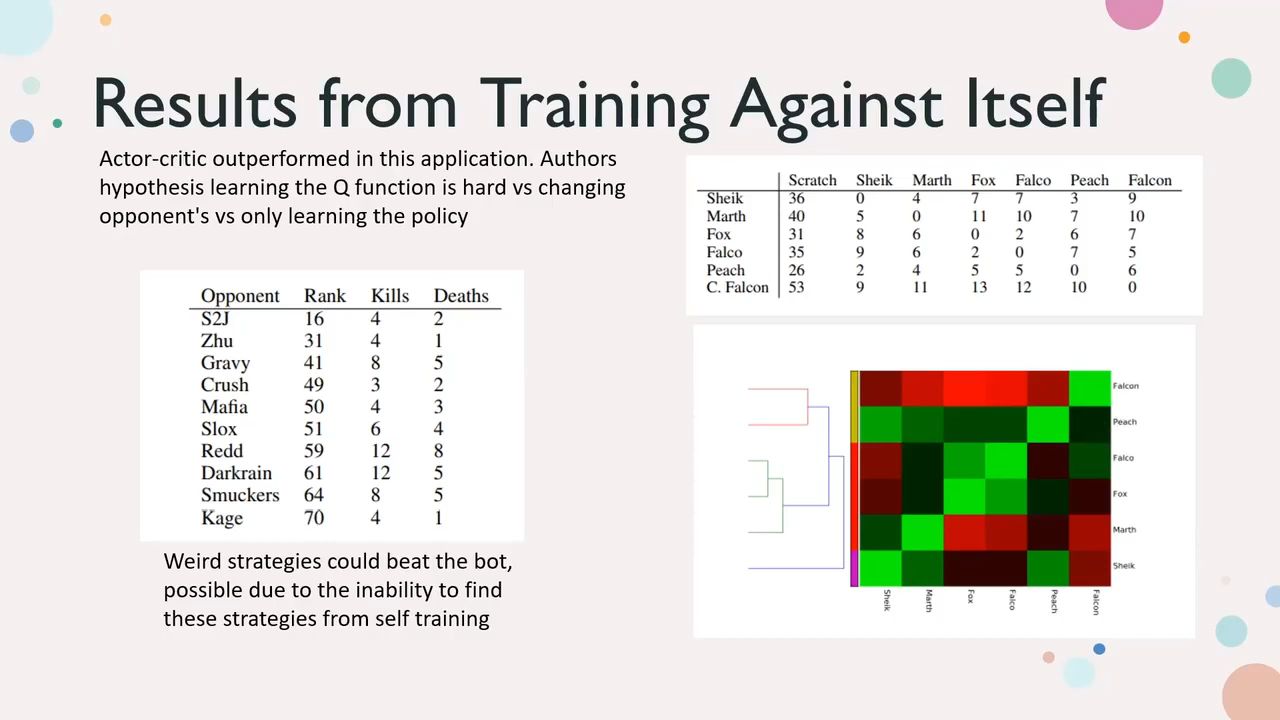 Results from Training Against Itself
Actor-critic outperformed in this application. Authors
hypothesis learning the Q function is hard vs changing
opponent's vs only learning the policy
Opponent Rank Kills Deaths
S2J 16 4 2
Zhu 31 4 1
Gravy 41 8 5
Crush 49 3 2
Mafia 50 4 3
Slox 51 6 4
Redd 59 12 8
Darkrain 61 12 5
Smuckers 64 8 5
Kage 70 4 1
Weird strategies could beat the bot,
possible due to the inability to find
these strategies from self training
Scratch Sheik Marth Fox Falco Peach Falcon
Sheik 36 0 4 7 7 3 9
Marth 40 5 0 11 10 7 10
Fox 31 8 6 0 2 6 7
Falco 35 9 6 2 0 7 5
Peach 26 2 4 5 5 0 6
C. Falcon 53 9 11 13 12 10 0
Falcon
Peach
Falco
Fox
Marth
Sheik
Sheik Marth Fox Falco Peach Falcon